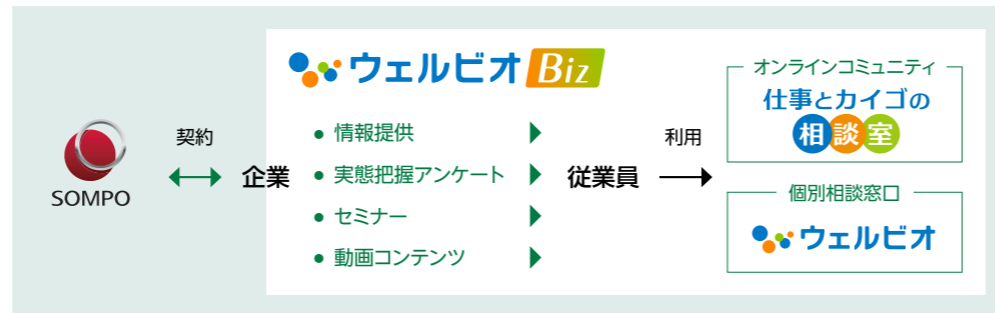 SOMPO
契約
企業
ウェルビオ Biz
• 情報提供
• 実態把握アンケート
• セミナー
• 動画コンテンツ
従業員
利用
オンラインコミュニティ
仕事とカイゴの
相談室
個別相談窓口
ウェルビオ